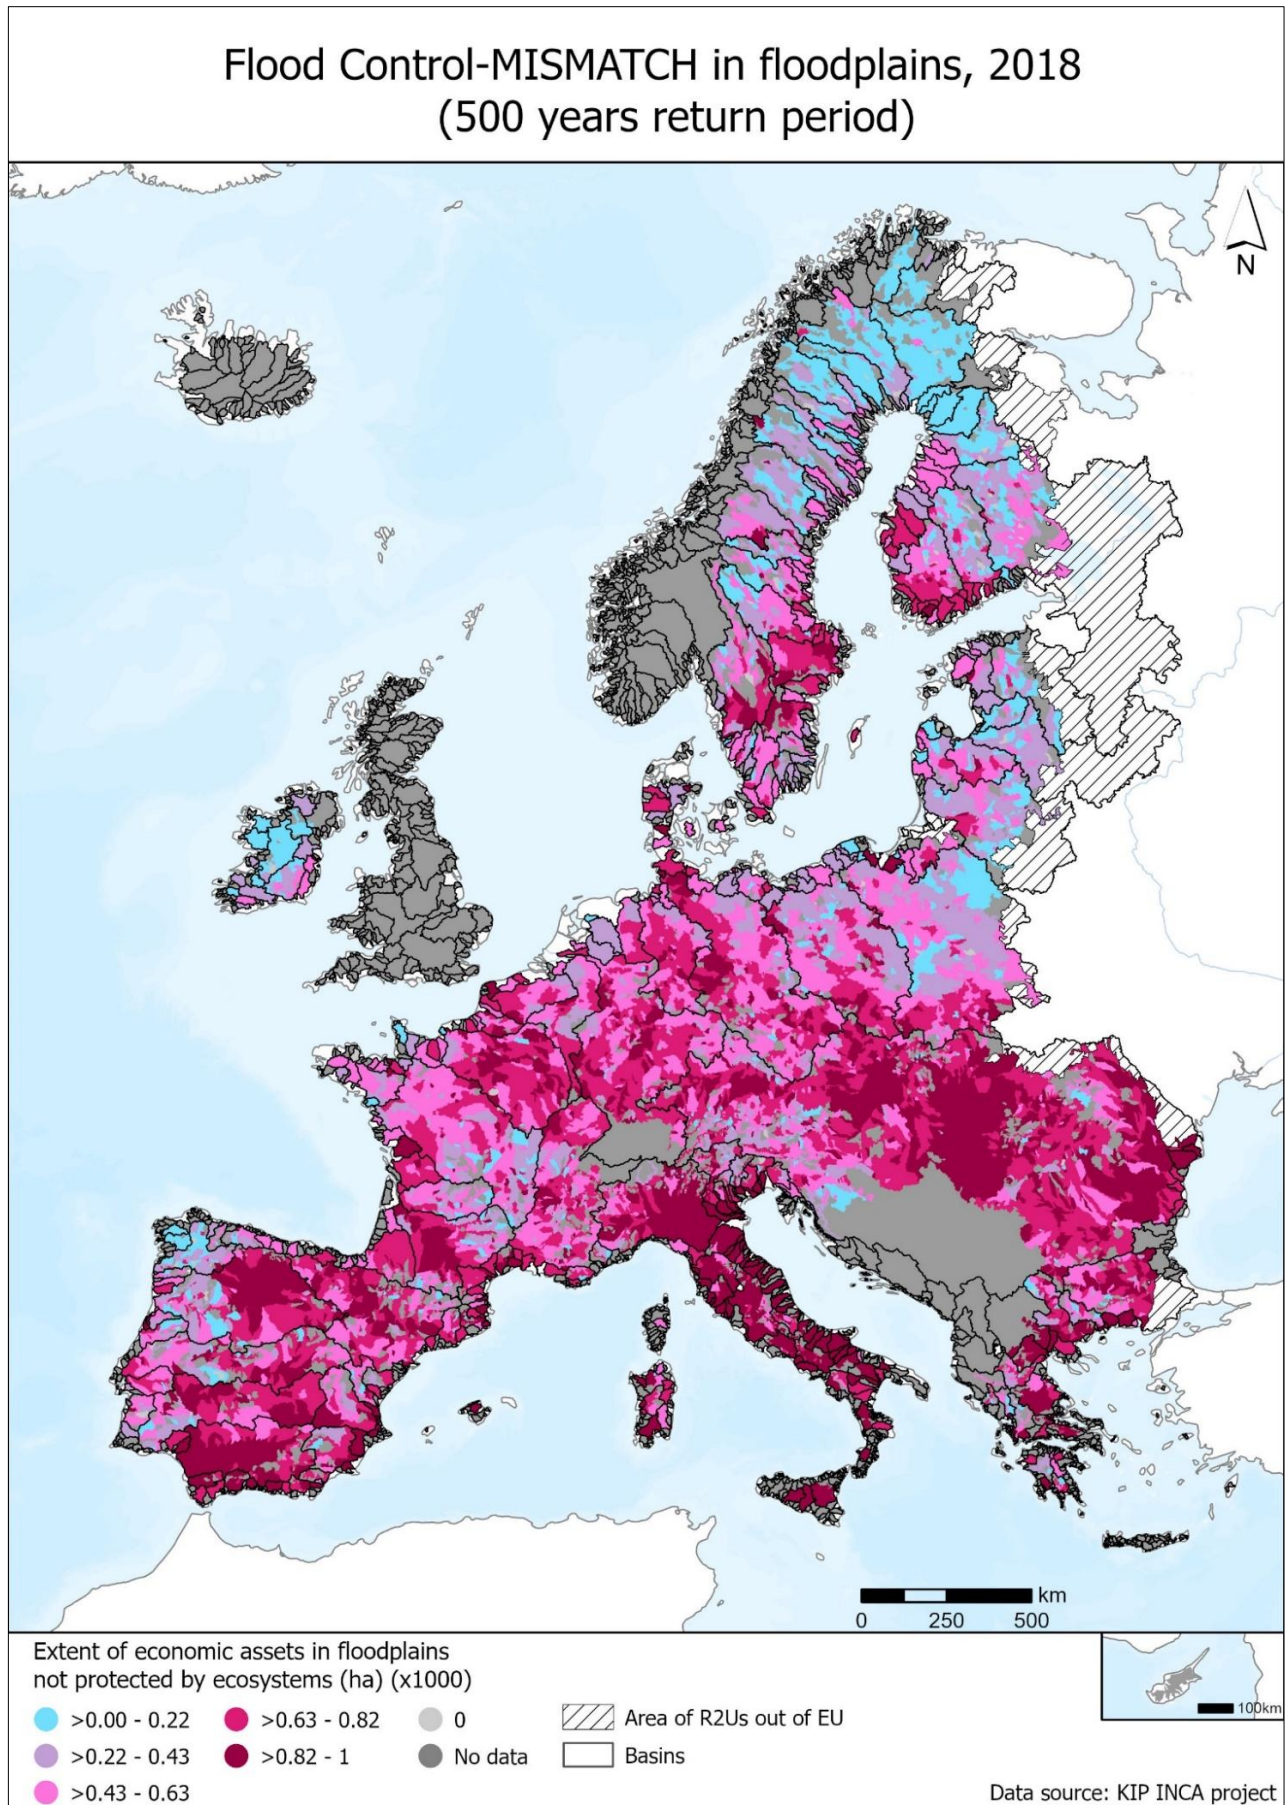 Flood Control-MISMATCH in floodplains, 2018
(500 years return period)
N
km
0 250 500
Extent of economic assets in floodplains
not protected by ecosystems (ha) (x1000)
>0.00 - 0.22
>0.22 - 0.43
>0.43 - 0.63
>0.63 - 0.82
>0.82 - 1
0
No data
Area of R2Us out of EU
Basins
100km
Data source: KIP INCA project